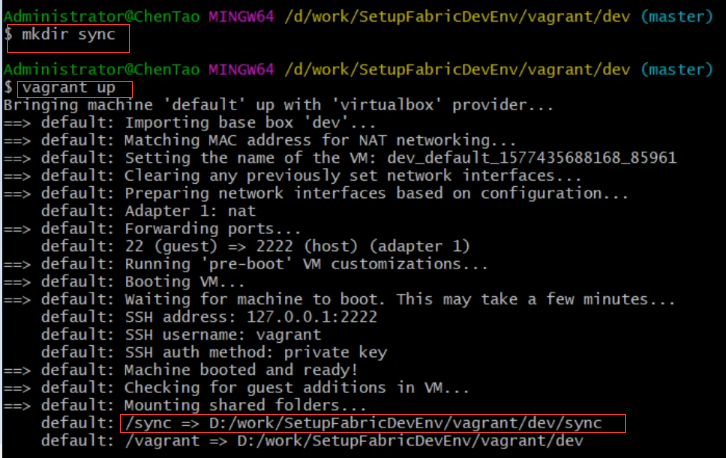 Administrator@ChenTao MINGW64 /d/work/SetupFabricDevEnv/vagrant/dev (master)
$ mkdir sync
Administrator@ChenTao MINGW64 /d/work/SetupFabricDevEnv/vagrant/dev (master)
$ vagrant up
Bringing machine 'default' up with 'virtualbox' provider...
==> default: Importing base box 'dev'...
==> default: Matching MAC address for NAT networking...
==> default: Setting the name of the VM: dev_default_1577435688168_85961
==> default: Clearing any previously set network interfaces...
==> default: Preparing network interfaces based on configuration...
default: Adapter 1: nat
==> default: Forwarding ports...
default: 22 (guest) => 2222 (host) (adapter 1)
==> default: Running 'pre-boot' VM customizations...
==> default: Booting VM...
==> default: Waiting for machine to boot. This may take a few minutes...
default: SSH address: 127.0.0.1:2222
default: SSH username: vagrant
default: SSH auth method: private key
==> default: Machine booted and ready!
==> default: Checking for guest additions in VM...
==> default: Mounting shared folders...
default: /sync => D:/work/SetupFabricDevEnv/vagrant/dev/sync
default: /vagrant => D:/work/SetupFabricDevEnv/vagrant/dev